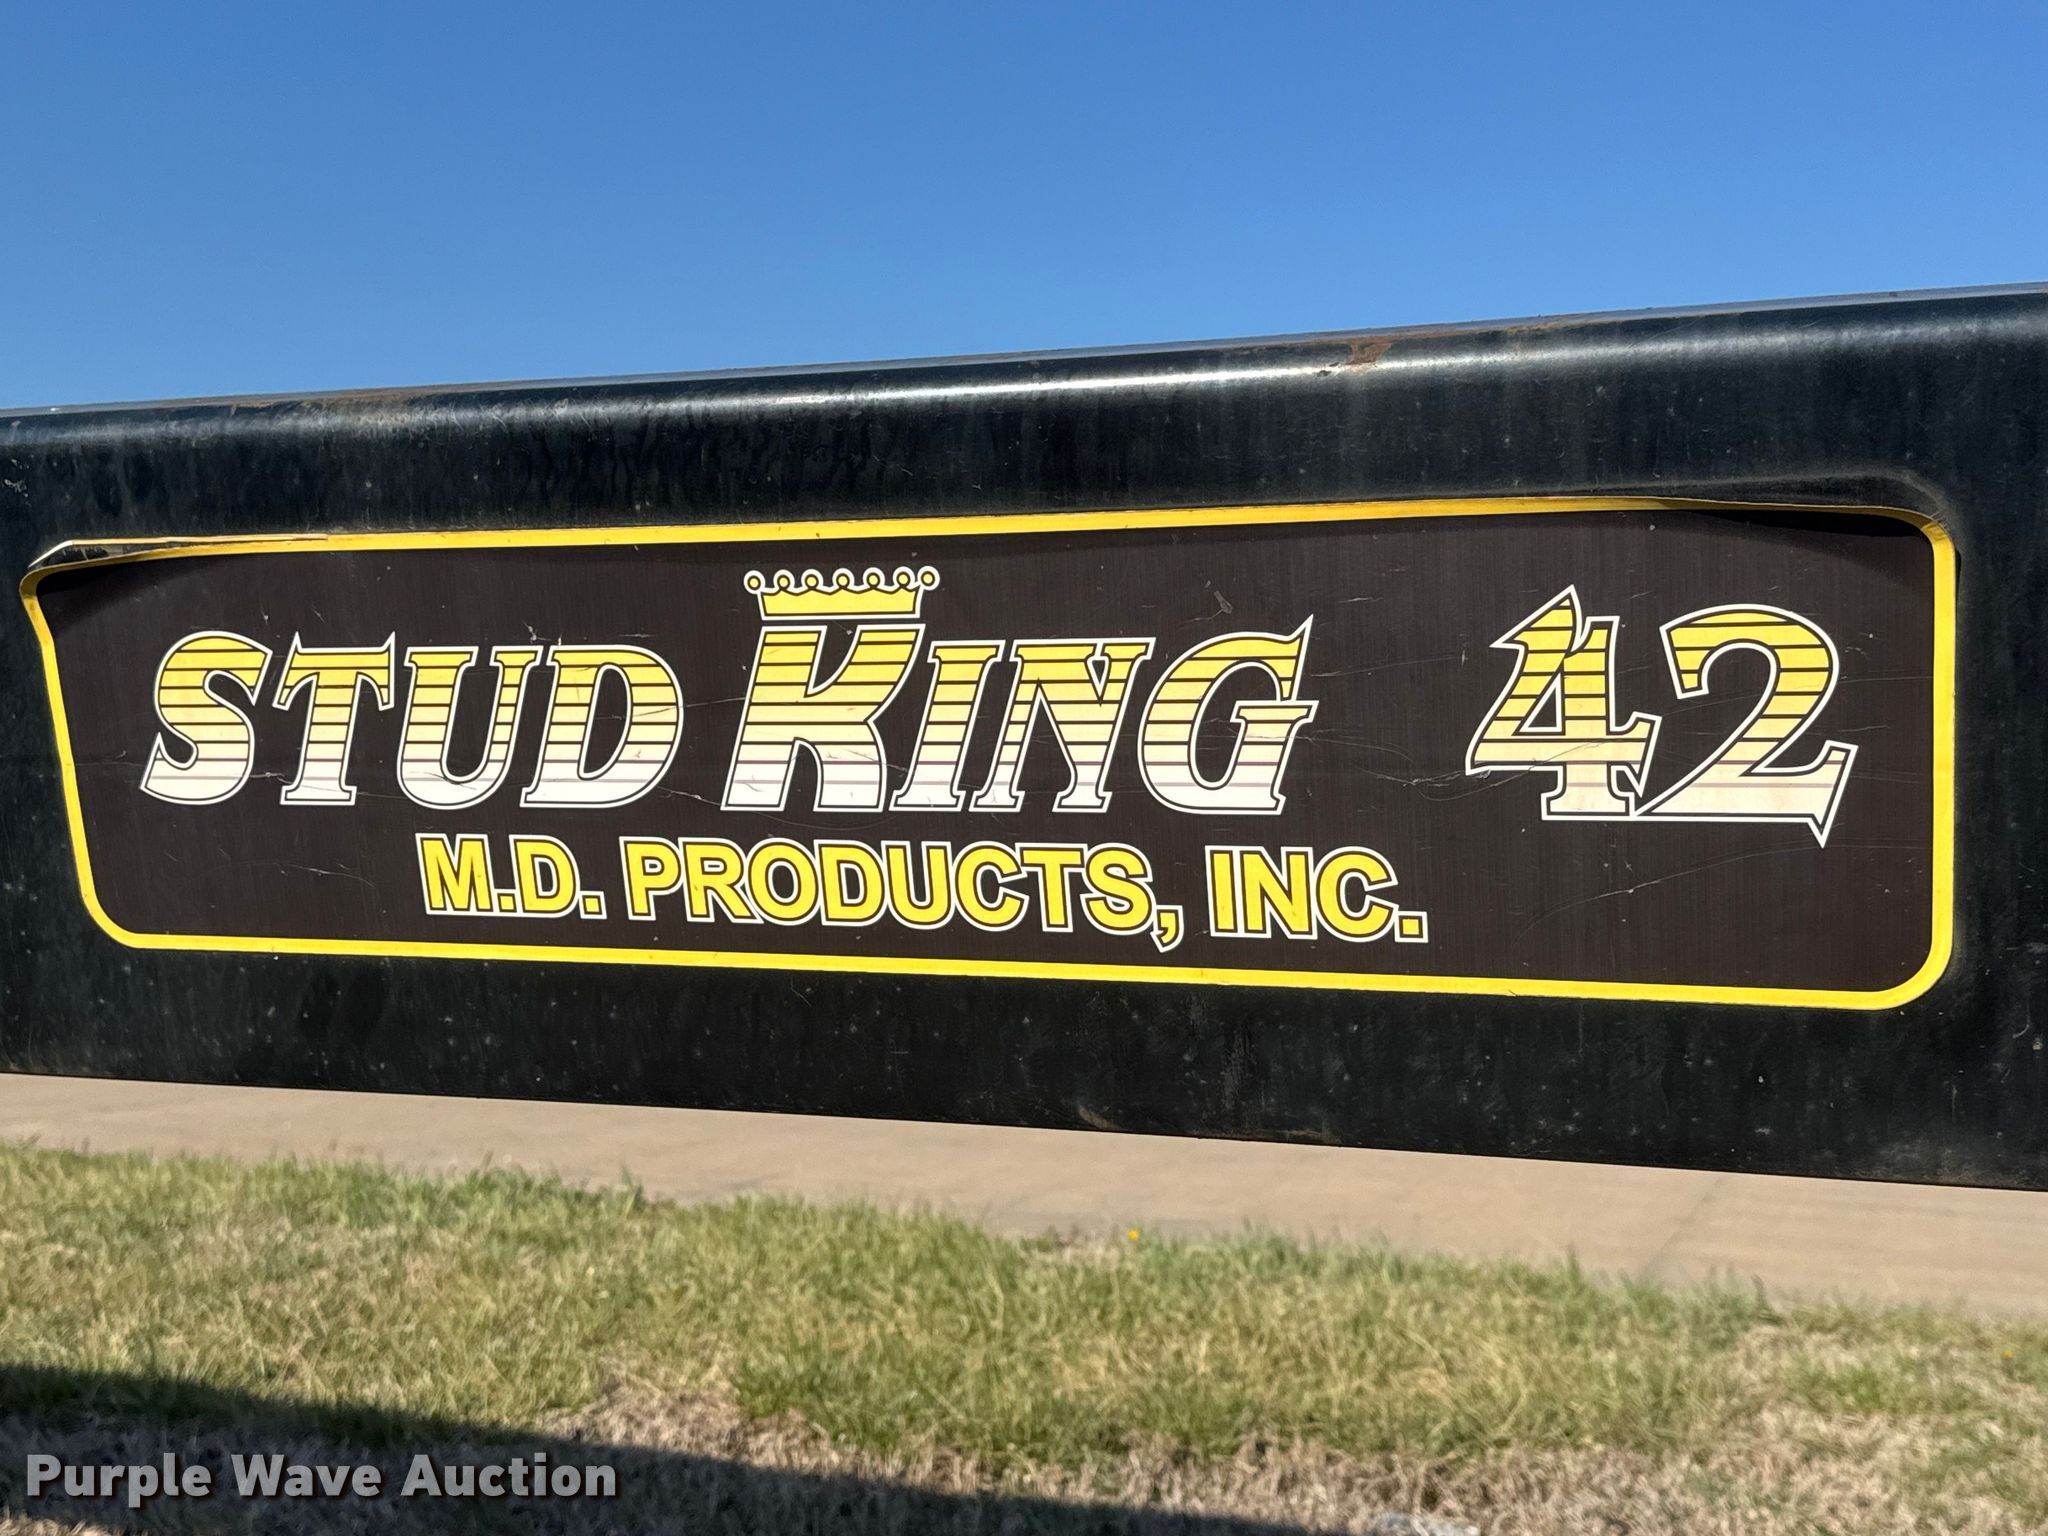 STUD KING 42
M.D. PRODUCTS, INC.
Purple Wave Auction